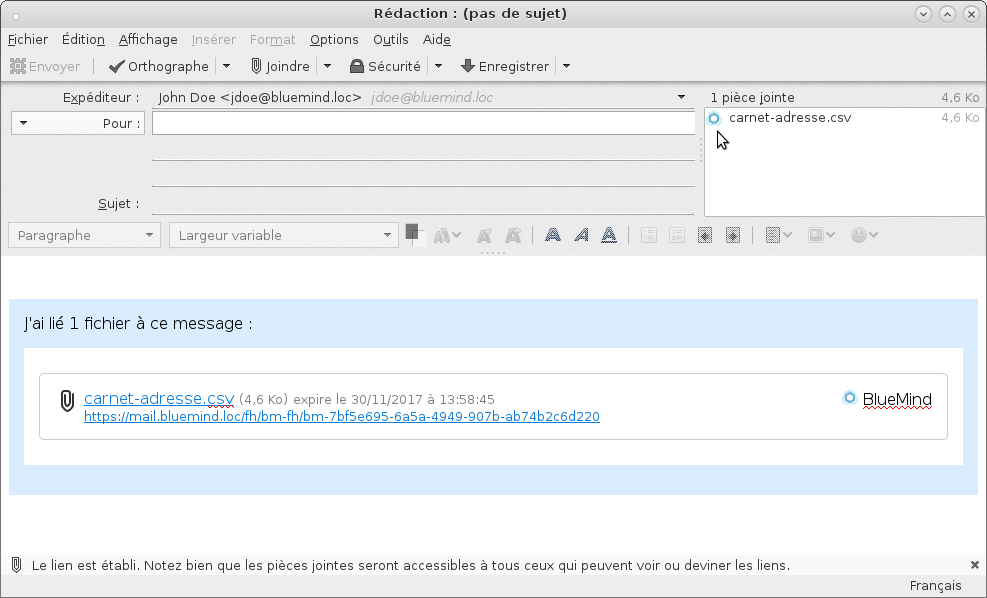 Rédaction : (pas de sujet)
Fichier Édition Affichage Insérer Format Options Outils Aide
Envoyer Orthographe Joindre Sécurité Enregistrer
Expéditeur : John Doe <jdoe@bluemind.loc> jdoe@bluemind.loc 1 pièce jointe 4,6 Ko
Pour : carnet-adresse.csv 4,6 Ko
Sujet :
Paragraphe Largeur variable
J'ai lié 1 fichier à ce message :
carnet-adresse.csv (4,6 Ko) expire le 30/11/2017 à 13:58:45 BlueMind
https://mail.bluemind.loc/fh/bm-fh/bm-7bf5e695-6a5a-4949-907b-ab74b2c6d220
Le lien est établi. Notez bien que les pièces jointes seront accessibles à tous ceux qui peuvent voir ou deviner les liens.
Français